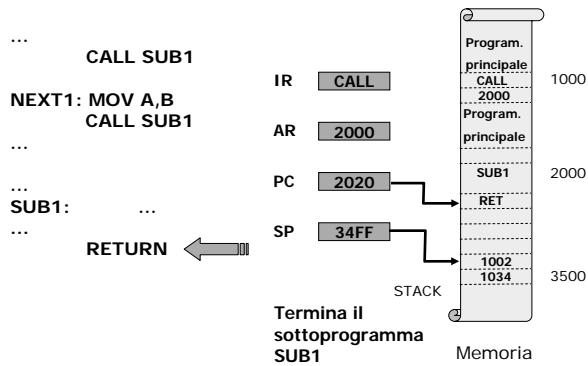 ...
CALL SUB1
NEXT1: MOV A,B
CALL SUB1
...
...
SUB1: ...
...
RETURN
IR CALL
AR 2000
PC 2020
SP 34FF
STACK
Termina il
sottoprogramma
SUB1
Program.
principale
CALL 1000
2000
Program.
principale
SUB1 2000
RET
1002
1034 3500
Memoria